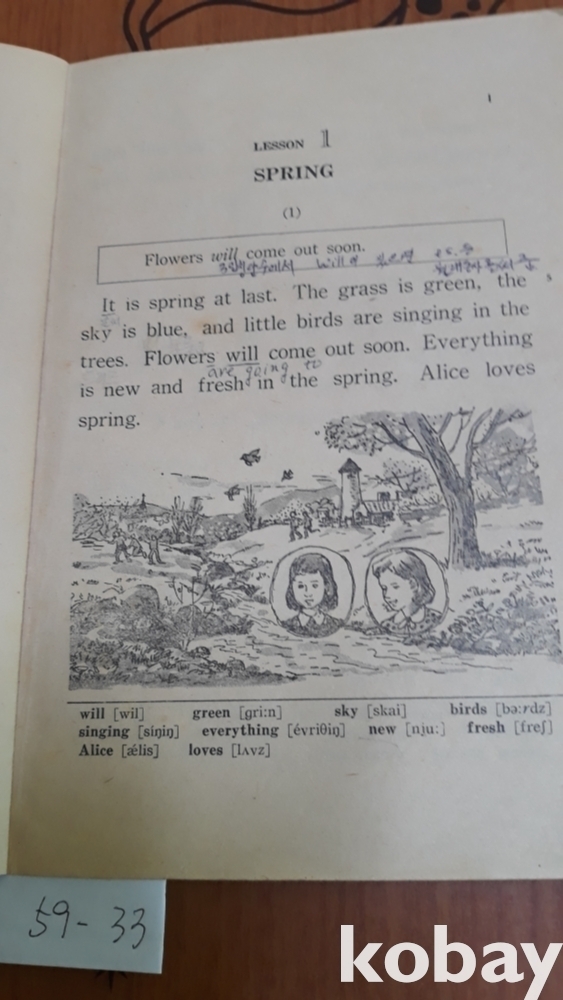 1
LESSON 1
SPRING
(1)
Flowers will come out soon.
will
It is spring at last. The grass is green, the
sky is blue, and little birds are singing in the
trees. Flowers will come out soon. Everything
are going to
is new and fresh in the spring. Alice loves
spring.
will [wil] green [gri:n] sky [skai] birds [bə:rdz]
singing [síŋiŋ] everything [évriθiŋ] new [nju:] fresh [freʃ]
Alice [ǽlis] loves [lʌvz]
59-33
kobay